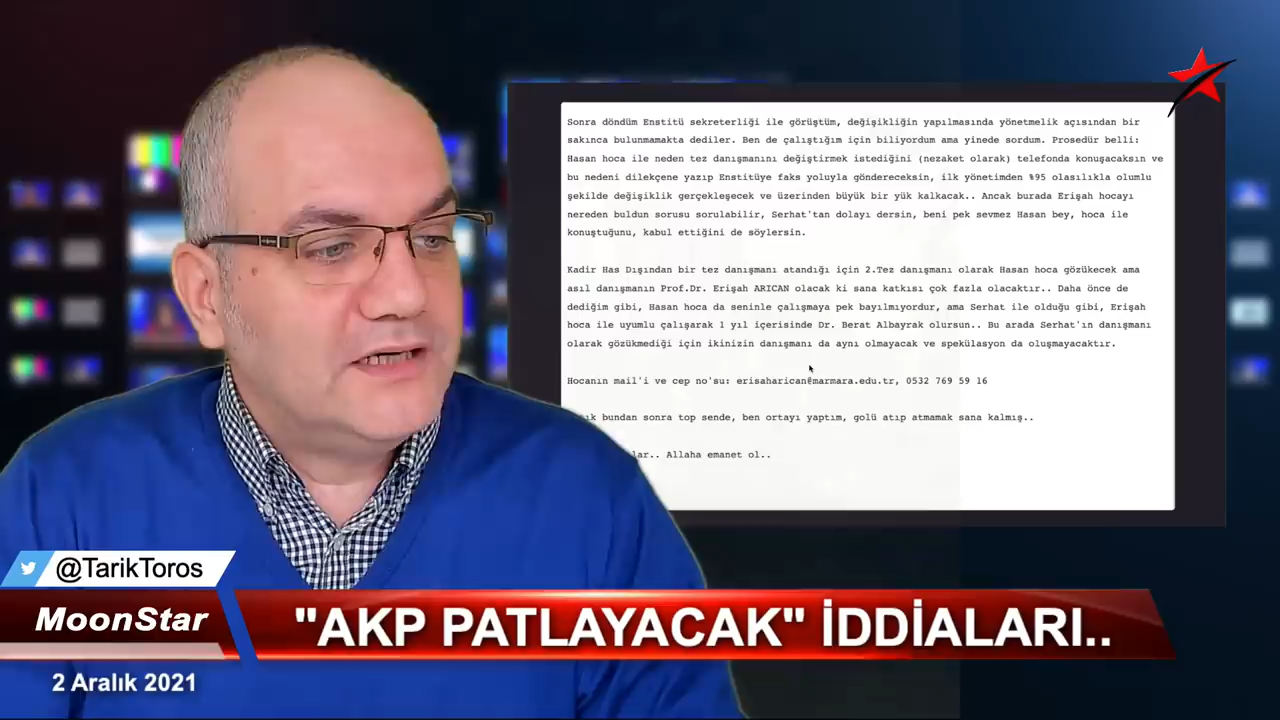 Sonra döndüm Enstitü sekreterliği ile görüştüm, değişikliğin yapılmasında yönetmelik açısından bir
sakınca bulunmamakta dediler. Ben de çalıştığım için biliyordum ama yinede sordum. Prosedür belli:
Hasan hoca ile neden tez danışmanını değiştirmek istediğini (nezaket olarak) telefonda konuşacaksın ve
bu nedeni dilekçene yazıp Enstitüye faks yoluyla göndereceksin, ilk yönetimden %95 olasılıkla olumlu
şekilde değişiklik gerçekleşecek ve üzerinden büyük bir yük kalkacak.. Ancak burada Erişah hocayı
nereden buldun sorusu sorulabilir, Serhat'tan dolayı dersin, beni pek sevmez Hasan bey, hoca ile
konuştuğunu, kabul ettiğini de söylersin.
Kadir Has Dışından bir tez danışmanı atandığı için 2.Tez danışmanı olarak Hasan hoca gözükecek ama
asıl danışmanın Prof.Dr. Erişah ARICAN olacak ki sana katkısı çok fazla olacaktır.. Daha önce de
dediğim gibi, Hasan hoca da seninle çalışmaya pek bayılmıyordur, ama Serhat ile olduğu gibi, Erişah
hoca ile uyumlu çalışarak 1 yıl içerisinde Dr. Berat Albayrak olursun.. Bu arada Serhat'ın danışmanı
olarak gözükmediği için ikinizin danışmanı da aynı olmayacak ve spekülasyon da oluşmayacaktır.
Hocanın mail'i ve cep no'su: erisaharican@marmara.edu.tr, 0532 769 59 16
bundan sonra top sende, ben ortayı yaptım, golü atıp atmamak sana kalmış..
Allaha emanet ol..
@TarikToros
MoonStar
"AKP PATLAYACAK" İDDİALARI..
2 Aralık 2021